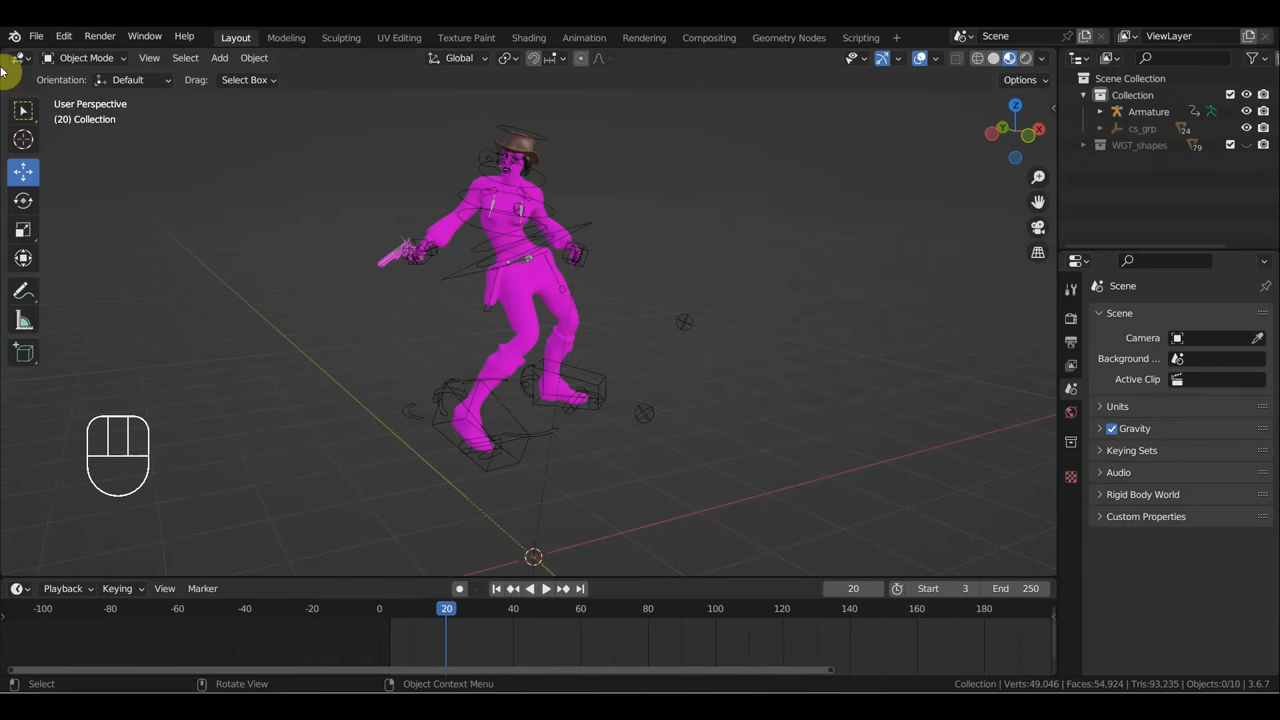 File Edit Render Window Help Layout Modeling Sculpting UV Editing Texture Paint Shading Animation Rendering Compositing Geometry Nodes Scripting + Scene ViewLayer
Object Mode View Select Add Object Global
Orientation: Default Drag: Select Box Options
User Perspective
(20) Collection
Z
Y
X
Scene Collection
Collection
Armature
cs_grp 24
WGT_shapes 79
Scene
Scene
Camera
Background ...
Active Clip
Units
Gravity
Keying Sets
Audio
Rigid Body World
Custom Properties
Playback Keying View Marker 20 Start 3 End 250
-100 -80 -60 -40 -20 0 20 40 60 80 100 120 140 160 180
Select Rotate View Object Context Menu Collection | Verts:49,046 | Faces:54,924 | Tris:93,235 | Objects:0/10 | 3.6.7